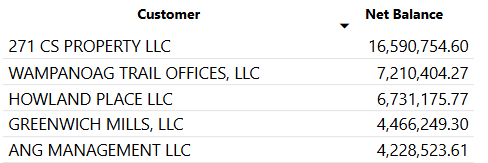 Customer Net Balance
271 CS PROPERTY LLC 16,590,754.60
WAMPANOAG TRAIL OFFICES, LLC 7,210,404.27
HOWLAND PLACE LLC 6,731,175.77
GREENWICH MILLS, LLC 4,466,249.30
ANG MANAGEMENT LLC 4,228,523.61